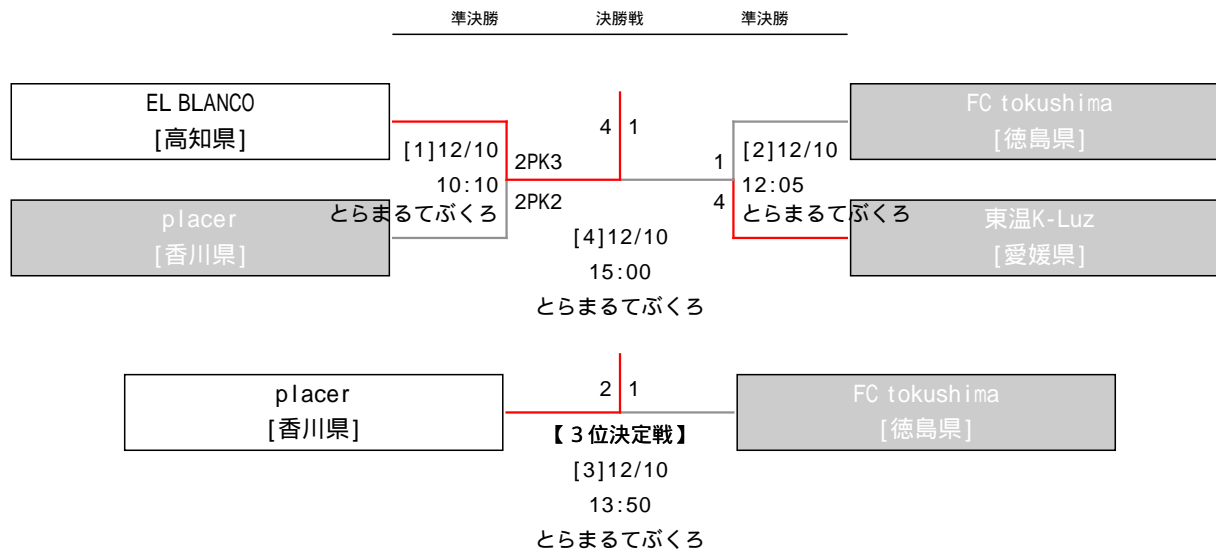 準決勝 決勝戦 準決勝
EL BLANCO
[高知県]
placer
[香川県]
[1]12/10
10:10
とらまるてぶくろ
2PK3
2PK2
4 1
[4]12/10
15:00
とらまるてぶくろ
1
4
[2]12/10
12:05
とらまるてぶくろ
FC tokushima
[徳島県]
東温K-Luz
[愛媛県]
placer
[香川県]
2 1
【３位決定戦】
[3]12/10
13:50
とらまるてぶくろ
FC tokushima
[徳島県]